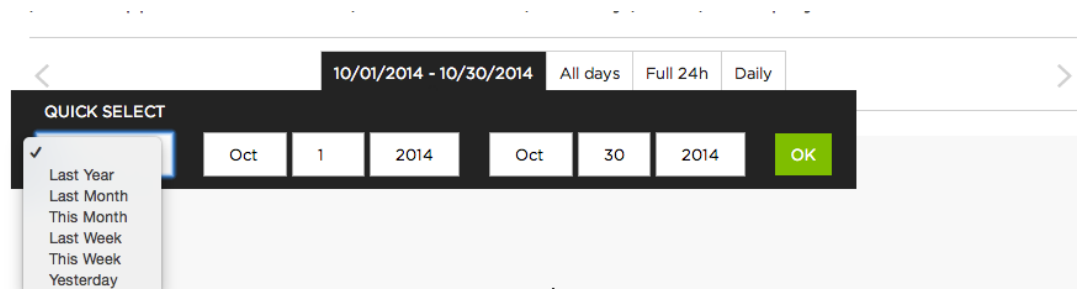 10/01/2014 - 10/30/2014 All days Full 24h Daily
QUICK SELECT
Oct 1 2014 Oct 30 2014 OK
Last Year
Last Month
This Month
Last Week
This Week
Yesterday